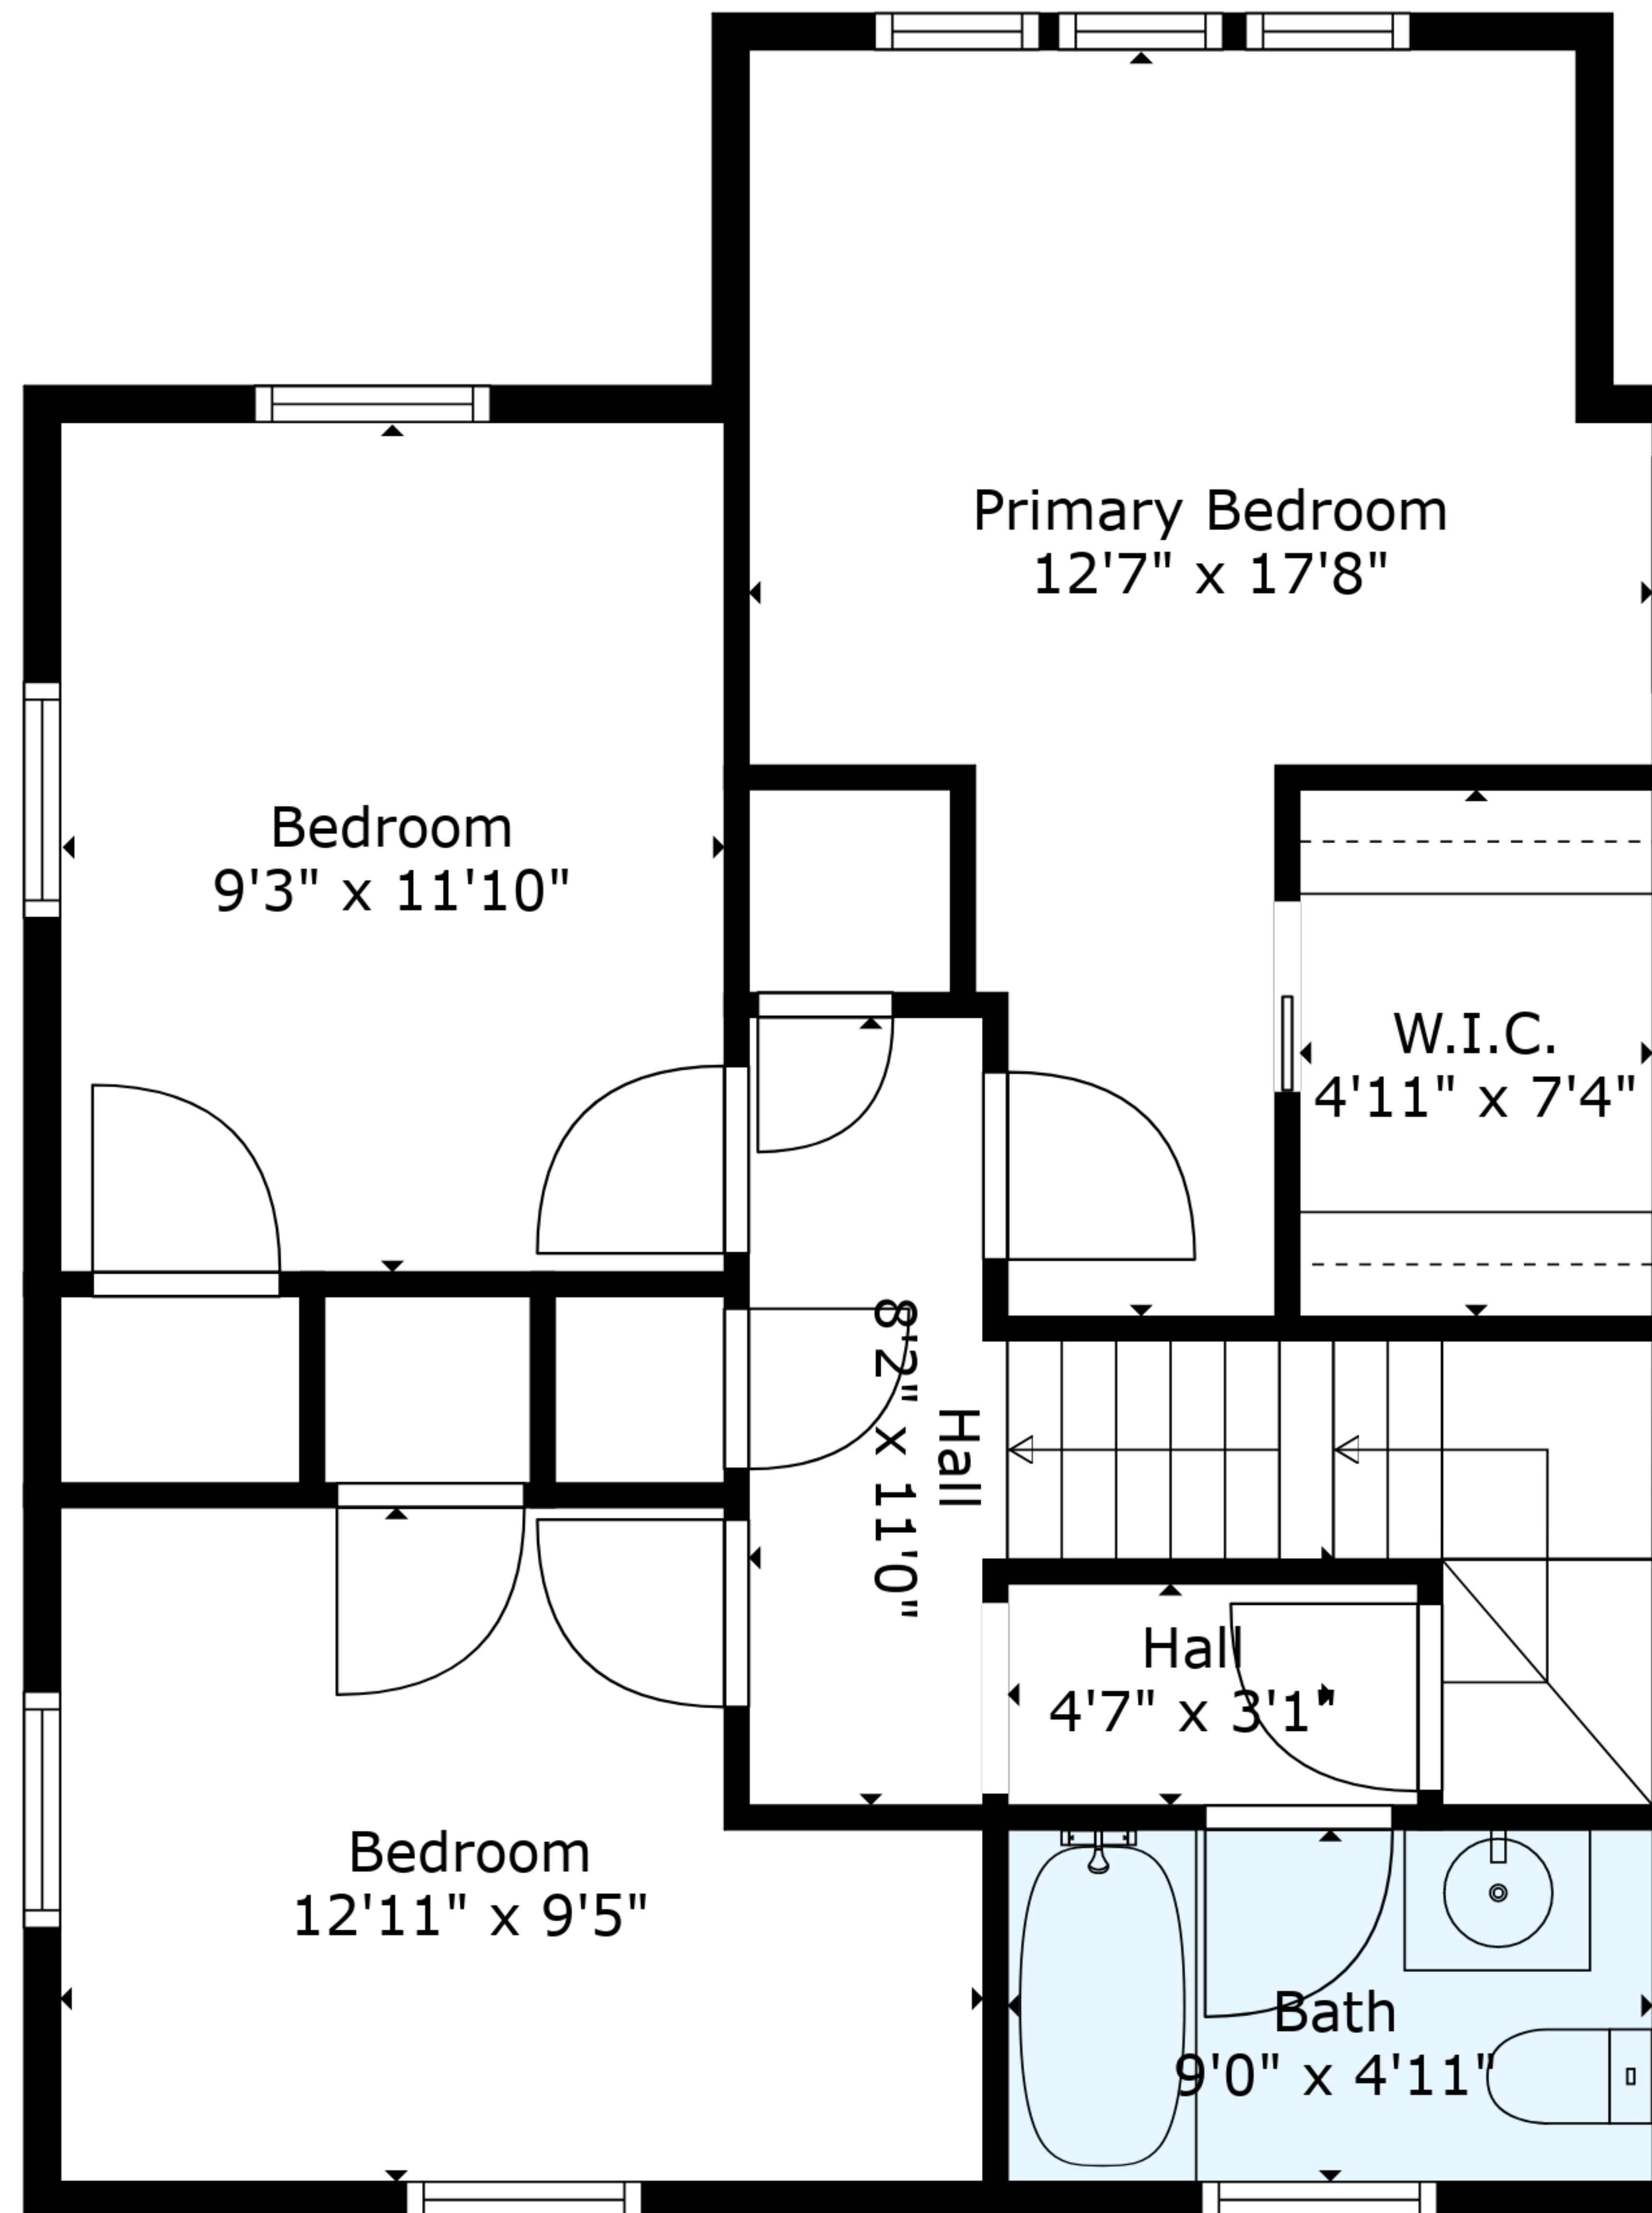 Primary Bedroom
12'7" x 17'8"
Bedroom
9'3" x 11'10"
W.I.C.
4'11" x 7'4"
Hall
8'2" x 11'0"
Hall
4'7" x 3'1"
Bedroom
12'11" x 9'5"
Bath
9'0" x 4'11"